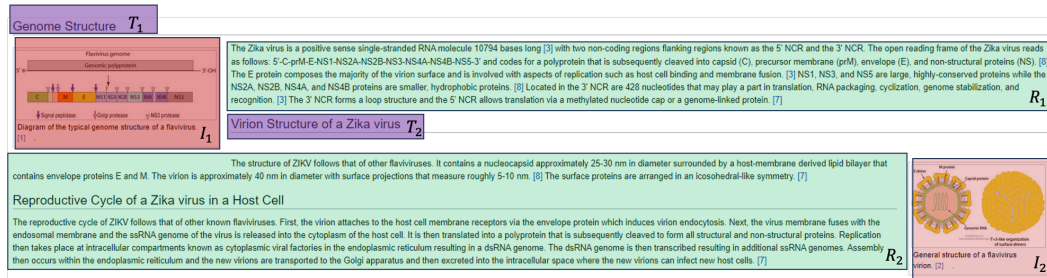 Genome Structure T1
Flavivirus genome
Genomic polyprotein
5' 3'-OH
C M E NS1 NS5
Signal peptidase Golgi protease NS3 protease
Diagram of the typical genome structure of a flavivirus
[1] I1
The Zika virus is a positive sense single-stranded RNA molecule 10794 bases long [3] with two non-coding regions flanking regions known as the 5' NCR and the 3' NCR. The open reading frame of the Zika virus reads
as follows: 5'-C-prM-E-NS1-NS2A-NS2B-NS3-NS4A-NS4B-NS5-3' and codes for a polyprotein that is subsequently cleaved into capsid (C), precursor membrane (prM), envelope (E), and non-structural proteins (NS). [8]
The E protein composes the majority of the virion surface and is involved with aspects of replication such as host cell binding and membrane fusion. [3] NS1, NS3, and NS5 are large, highly-conserved proteins while the
NS2A, NS2B, NS4A, and NS4B proteins are smaller, hydrophobic proteins. [8] Located in the 3' NCR are 428 nucleotides that may play a part in translation, RNA packaging, cyclization, genome stabilization, and
recognition. [3] The 3' NCR forms a loop structure and the 5' NCR allows translation via a methylated nucleotide cap or a genome-linked protein. [7] R1
Virion Structure of a Zika virus T2
The structure of ZIKV follows that of other flaviviruses. It contains a nucleocapsid approximately 25-30 nm in diameter surrounded by a host-membrane derived lipid bilayer that
contains envelope proteins E and M. The virion is approximately 40 nm in diameter with surface projections that measure roughly 5-10 nm. [8] The surface proteins are arranged in an icosohedral-like symmetry. [7]
Reproductive Cycle of a Zika virus in a Host Cell
The reproductive cycle of ZIKV follows that of other known flaviviruses. First, the virion attaches to the host cell membrane receptors via the envelope protein which induces virion endocytosis. Next, the virus membrane fuses with the
endosomal membrane and the ssRNA genome of the virus is released into the cytoplasm of the host cell. It is then translated into a polyprotein that is subsequently cleaved to form all structural and non-structural proteins. Replication
then takes place at intracellular compartments known as cytoplasmic viral factories in the endoplasmic reticulum resulting in a dsRNA genome. The dsRNA genome is then transcribed resulting in additional ssRNA genomes. Assembly
then occurs within the endoplasmic reiticulum and the new virions are transported to the Golgi apparatus and then excreted into the intracellular space where the new virions can infect new host cells. [7] R2
E dimer
M protein
Capsid protein
Genomic RNA
T=3-like organization
of surface dimers
General structure of a flavivirus
virion. [2] I2